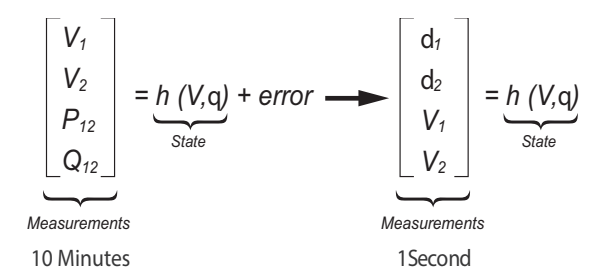 V1
V2
P12
Q12
= h (V,q) + error
State
Measurements
10 Minutes
d1
d2
V1
V2
= h (V,q)
State
Measurements
1Second